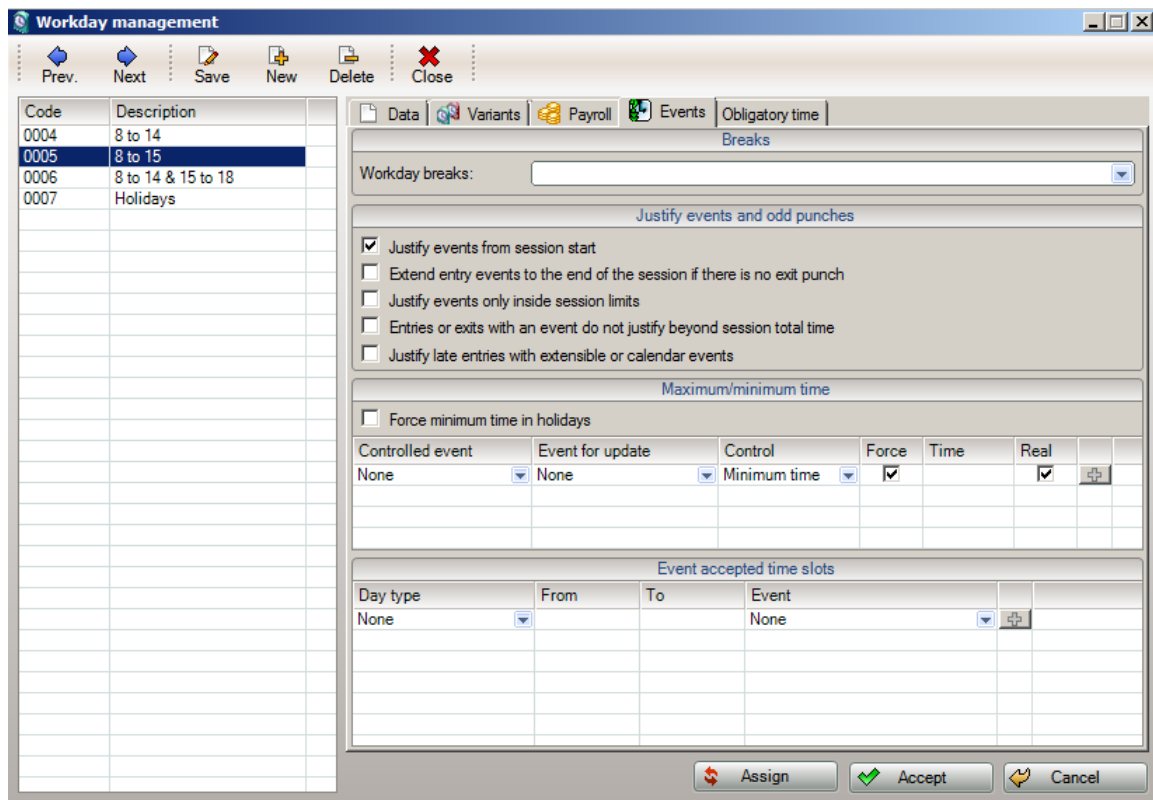 Workday management
Prev. Next Save New Delete Close
Code Description
0004 8 to 14
0005 8 to 15
0006 8 to 14 & 15 to 18
0007 Holidays
Data Variants Payroll Events Obligatory time
Breaks
Workday breaks:
Justify events and odd punches
Justify events from session start
Extend entry events to the end of the session if there is no exit punch
Justify events only inside session limits
Entries or exits with an event do not justify beyond session total time
Justify late entries with extensible or calendar events
Maximum/minimum time
Force minimum time in holidays
Controlled event Event for update Control Force Time Real
None None Minimum time
Event accepted time slots
Day type From To Event
None None
Assign Accept Cancel